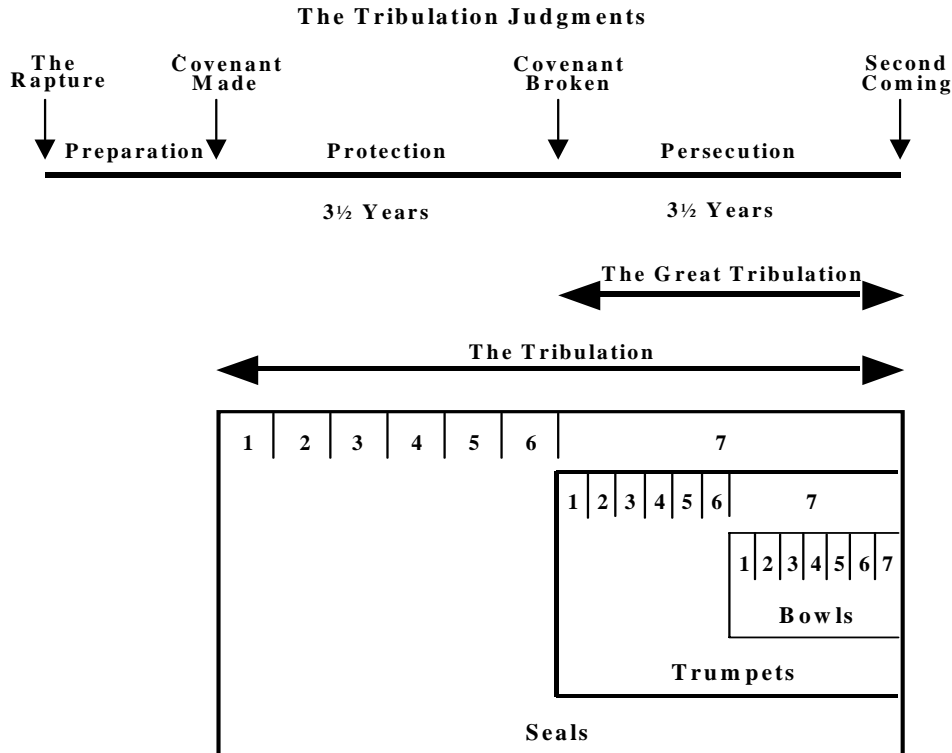 The Tribulation Judgments
The Rapture
Covenant Made
Covenant Broken
Second Coming
Preparation
Protection
Persecution
3½ Years
3½ Years
The Great Tribulation
The Tribulation
1 2 3 4 5 6 7
1 2 3 4 5 6 7
1 2 3 4 5 6 7
Bowls
Trumpets
Seals